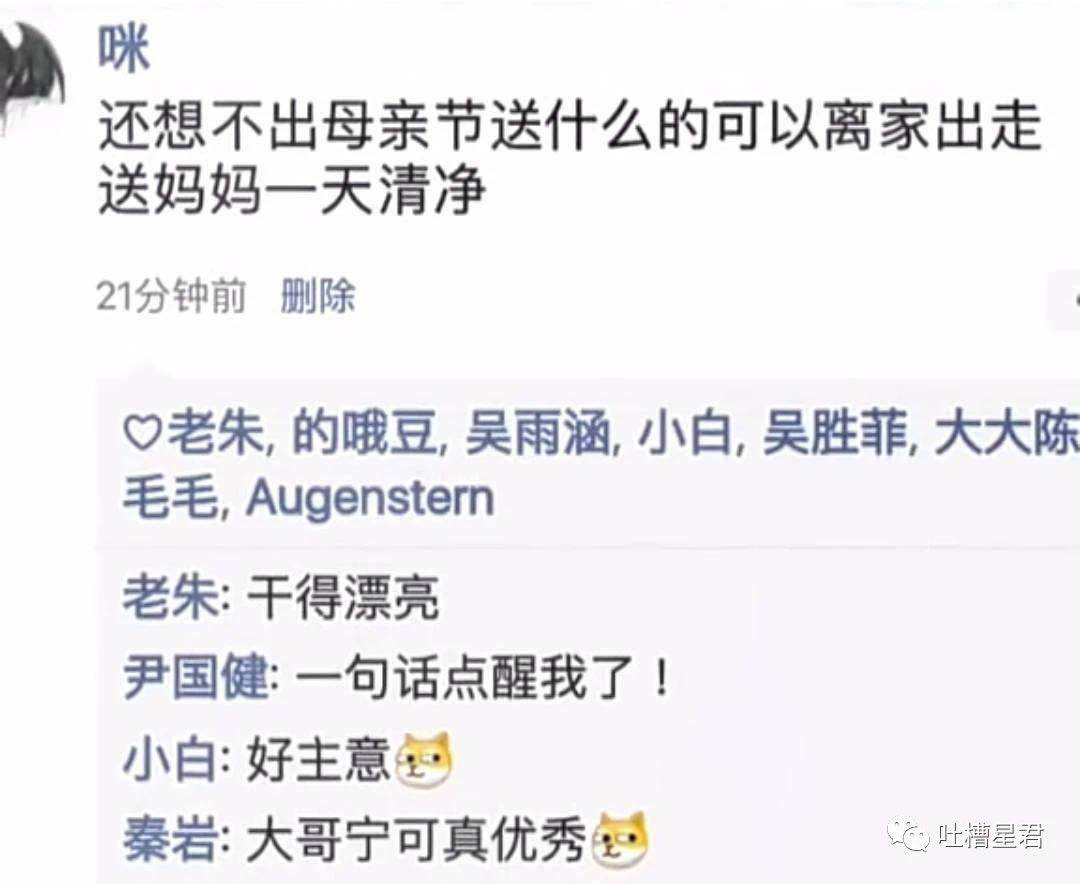 咪
还想不出母亲节送什么的可以离家出走
送妈妈一天清净
21分钟前 删除
♡老朱, 的哦豆, 吴雨涵, 小白, 吴胜菲, 大大陈
毛毛, Augenstern
老朱: 干得漂亮
尹国健: 一句话点醒我了！
小白: 好主意
秦岩: 大哥宁可真优秀
吐槽星君